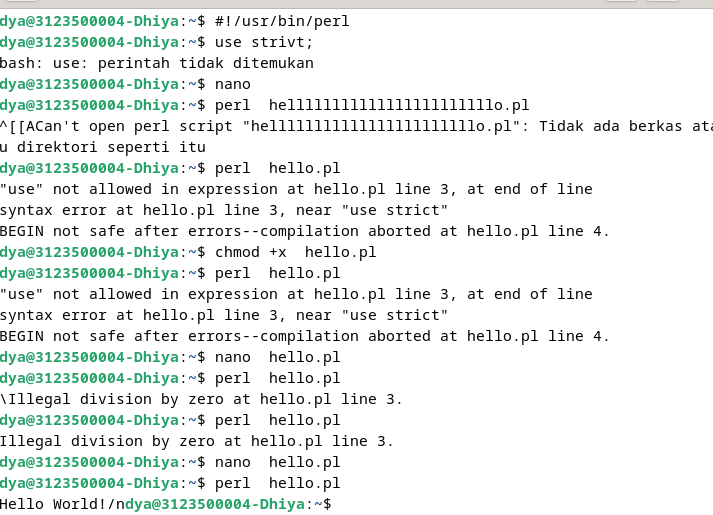 dya@3123500004-Dhiya:~$ #!/usr/bin/perl
dya@3123500004-Dhiya:~$ use strivt;
bash: use: perintah tidak ditemukan
dya@3123500004-Dhiya:~$ nano
dya@3123500004-Dhiya:~$ perl  helllllllllllllllllllllllo.pl
^[[ACan't open perl script "helllllllllllllllllllllllo.pl": Tidak ada berkas ata
u direktori seperti itu
dya@3123500004-Dhiya:~$ perl  hello.pl
"use" not allowed in expression at hello.pl line 3, at end of line
syntax error at hello.pl line 3, near "use strict"
BEGIN not safe after errors--compilation aborted at hello.pl line 4.
dya@3123500004-Dhiya:~$ chmod +x  hello.pl
dya@3123500004-Dhiya:~$ perl  hello.pl
"use" not allowed in expression at hello.pl line 3, at end of line
syntax error at hello.pl line 3, near "use strict"
BEGIN not safe after errors--compilation aborted at hello.pl line 4.
dya@3123500004-Dhiya:~$ nano  hello.pl
dya@3123500004-Dhiya:~$ perl  hello.pl
\Illegal division by zero at hello.pl line 3.
dya@3123500004-Dhiya:~$ perl  hello.pl
Illegal division by zero at hello.pl line 3.
dya@3123500004-Dhiya:~$ nano  hello.pl
dya@3123500004-Dhiya:~$ perl  hello.pl
Hello World!/ndya@3123500004-Dhiya:~$